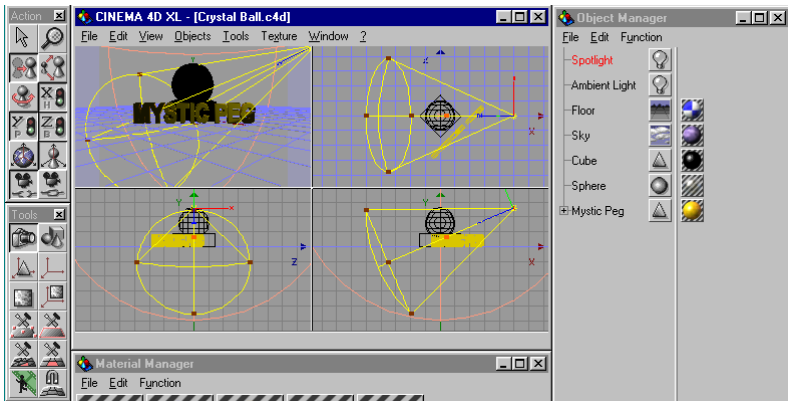 Action
CINEMA 4D XL - [Crystal Ball.c4d]
File Edit View Objects Tools Texture Window ?
MYSTIC PEG
Y
X
Y
Z
Y
X
X
H
Y
P
Z
B
Tools
Material Manager
File Edit Function
Object Manager
File Edit Function
Spotlight
Ambient Light
Floor
Sky
Cube
Sphere
Mystic Peg